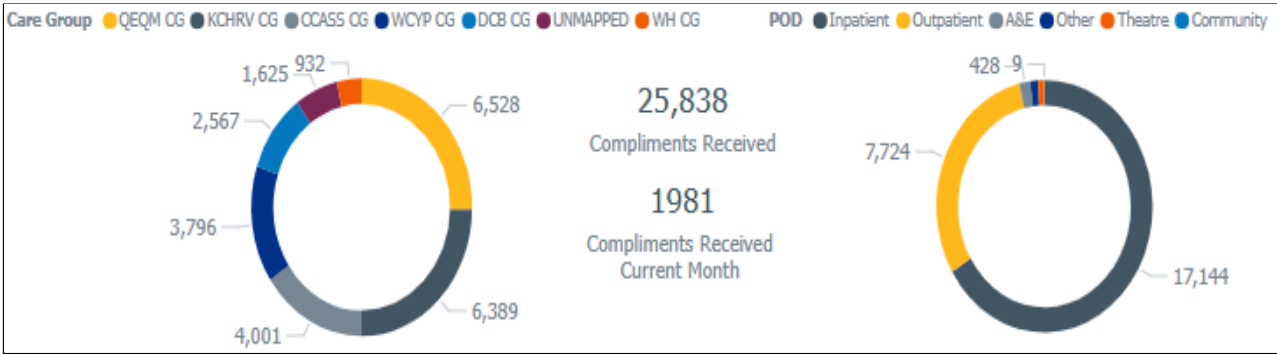 Care Group QEQM CG KCHRV CG CCASS CG WCYP CG DCB CG UNMAPPED WH CG
POD Inpatient Outpatient A&E Other Theatre Community
932
1,625
2,567
3,796
4,001
6,528
6,389
25,838
Compliments Received
1981
Compliments Received
Current Month
428
9
7,724
17,144